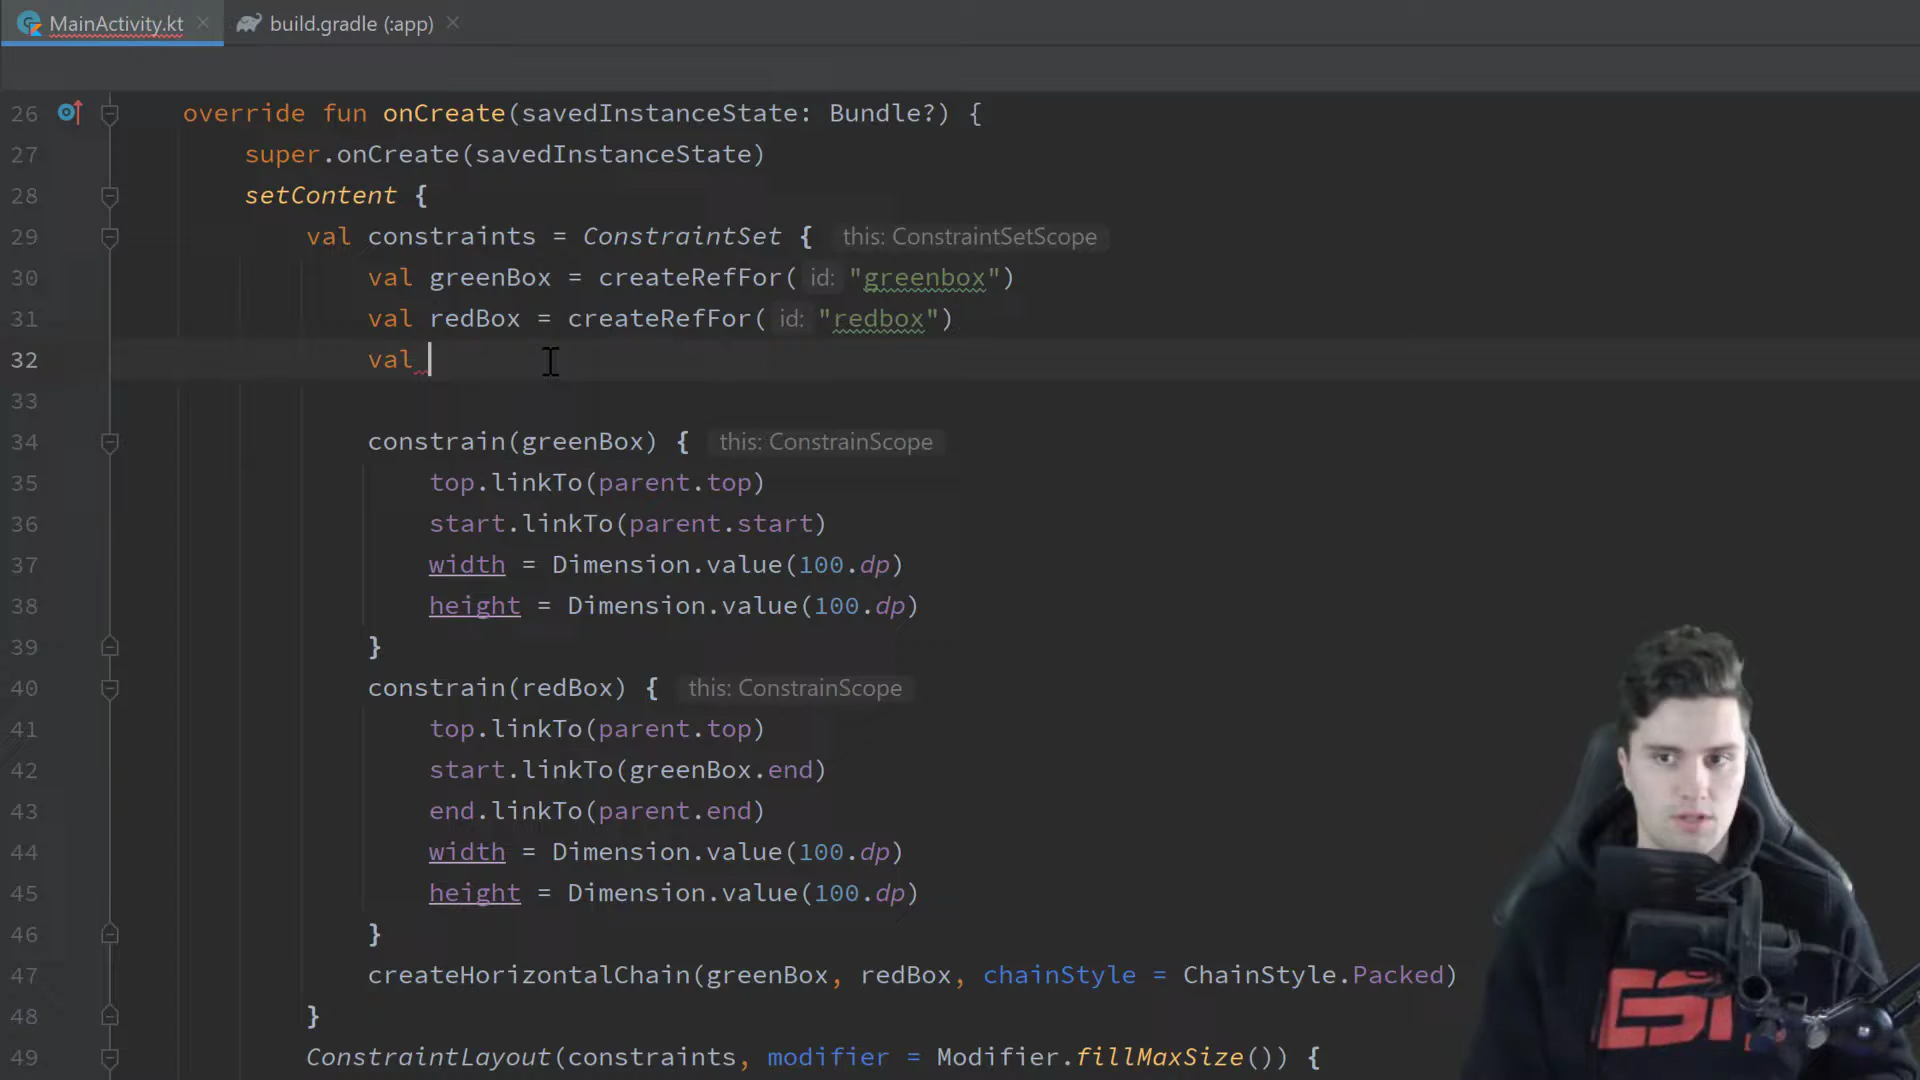 MainActivity.kt build.gradle (:app)
26 override fun onCreate(savedInstanceState: Bundle?) {
27 super.onCreate(savedInstanceState)
28 setContent {
29 val constraints = ConstraintSet { this: ConstraintSetScope
30 val greenBox = createRefFor( id: "greenbox")
31 val redBox = createRefFor( id: "redbox")
32 val
33
34 constrain(greenBox) { this: ConstrainScope
35 top.linkTo(parent.top)
36 start.linkTo(parent.start)
37 width = Dimension.value(100.dp)
38 height = Dimension.value(100.dp)
39 }
40 constrain(redBox) { this: ConstrainScope
41 top.linkTo(parent.top)
42 start.linkTo(greenBox.end)
43 end.linkTo(parent.end)
44 width = Dimension.value(100.dp)
45 height = Dimension.value(100.dp)
46 }
47 createHorizontalChain(greenBox, redBox, chainStyle = ChainStyle.Packed)
48 }
49 ConstraintLayout(constraints, modifier = Modifier.fillMaxSize()) {